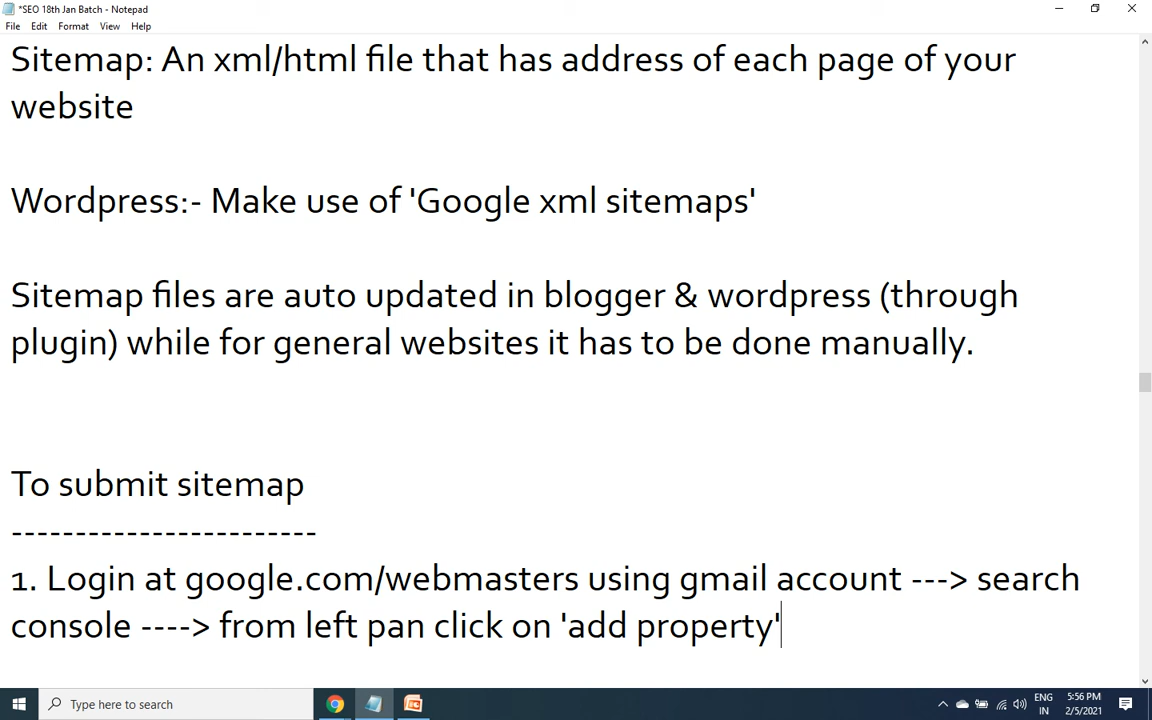 *SEO 18th Jan Batch - Notepad
File Edit Format View Help
Sitemap: An xml/html file that has address of each page of your
website
Wordpress:- Make use of 'Google xml sitemaps'
Sitemap files are auto updated in blogger & wordpress (through
plugin) while for general websites it has to be done manually.
To submit sitemap
------------------------
1. Login at google.com/webmasters using gmail account ---> search
console ----> from left pan click on 'add property'
Type here to search
ENG
IN
5:56 PM
2/5/2021